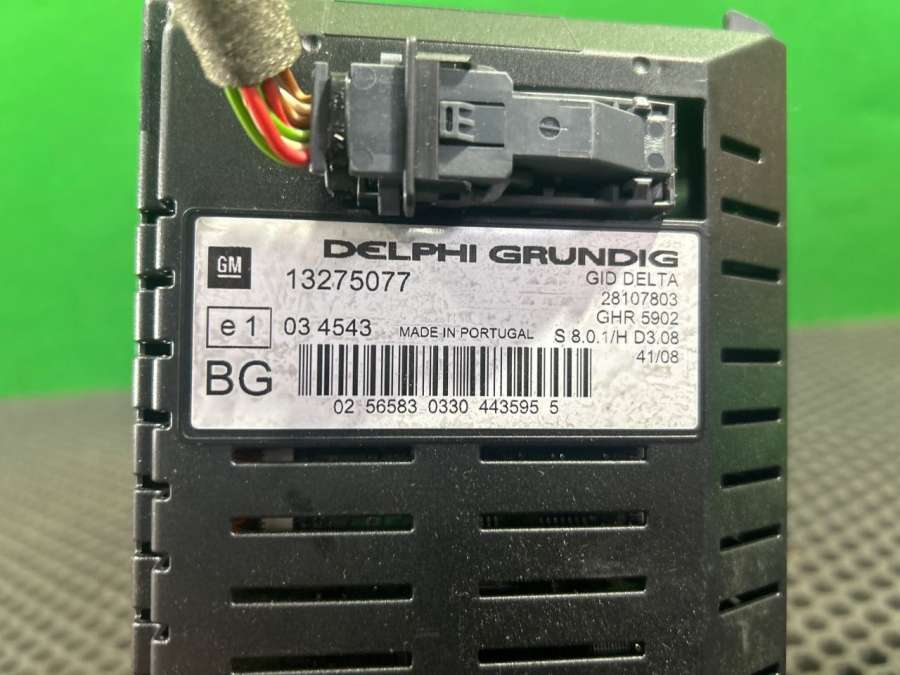 DELPHI GRUNDIG
GM
13275077
GID DELTA
28107803
GHR 5902
e1
03 4543
MADE IN PORTUGAL
S 8.0.1/H D3.08
41/08
BG
02 56583 0330 443595 5